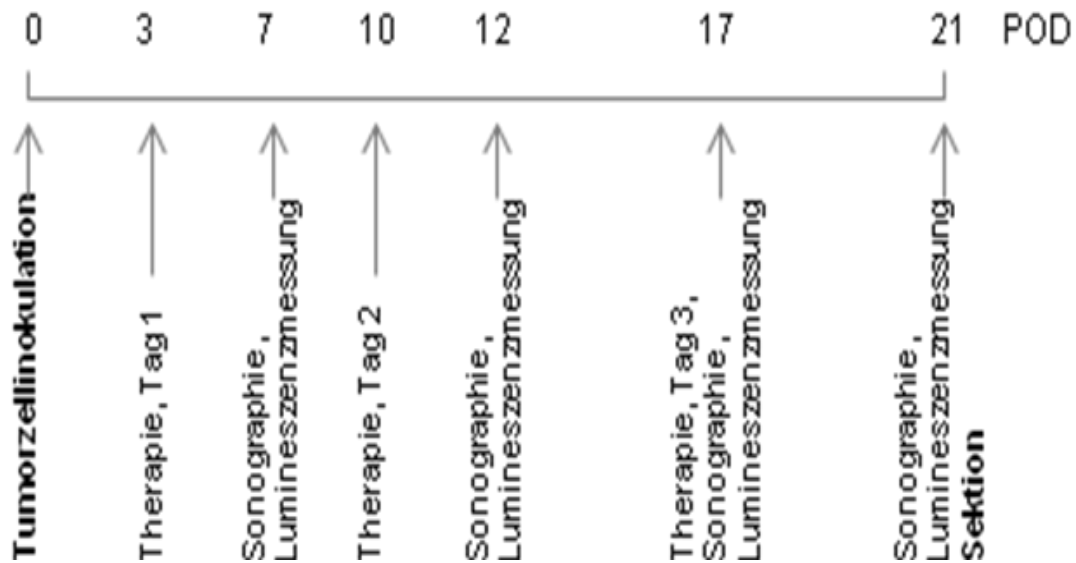 0 3 7 10 12 17 21 POD
Tumorzellinokulation
Therapie, Tag 1
Sonographie,
Lumineszenzmessung
Therapie, Tag 2
Sonographie,
Lumineszenzmessung
Therapie, Tag 3,
Sonographie,
Lumineszenzmessung
Sonographie,
Lumineszenzmessung
Sektion